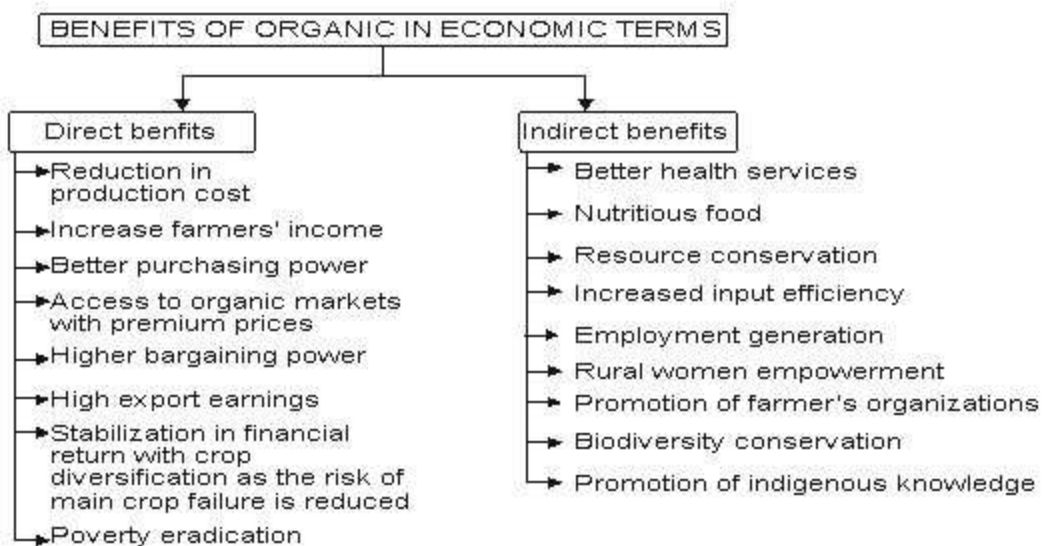 BENEFITS OF ORGANIC IN ECONOMIC TERMS
Direct benfits
Reduction in
production cost
Increase farmers' income
Better purchasing power
Access to organic markets
with premium prices
Higher bargaining power
High export earnings
Stabilization in financial
return with crop
diversification as the risk of
main crop failure is reduced
Poverty eradication
Indirect benefits
Better health services
Nutritious food
Resource conservation
Increased input efficiency
Employment generation
Rural women empowerment
Promotion of farmer's organizations
Biodiversity conservation
Promotion of indigenous knowledge